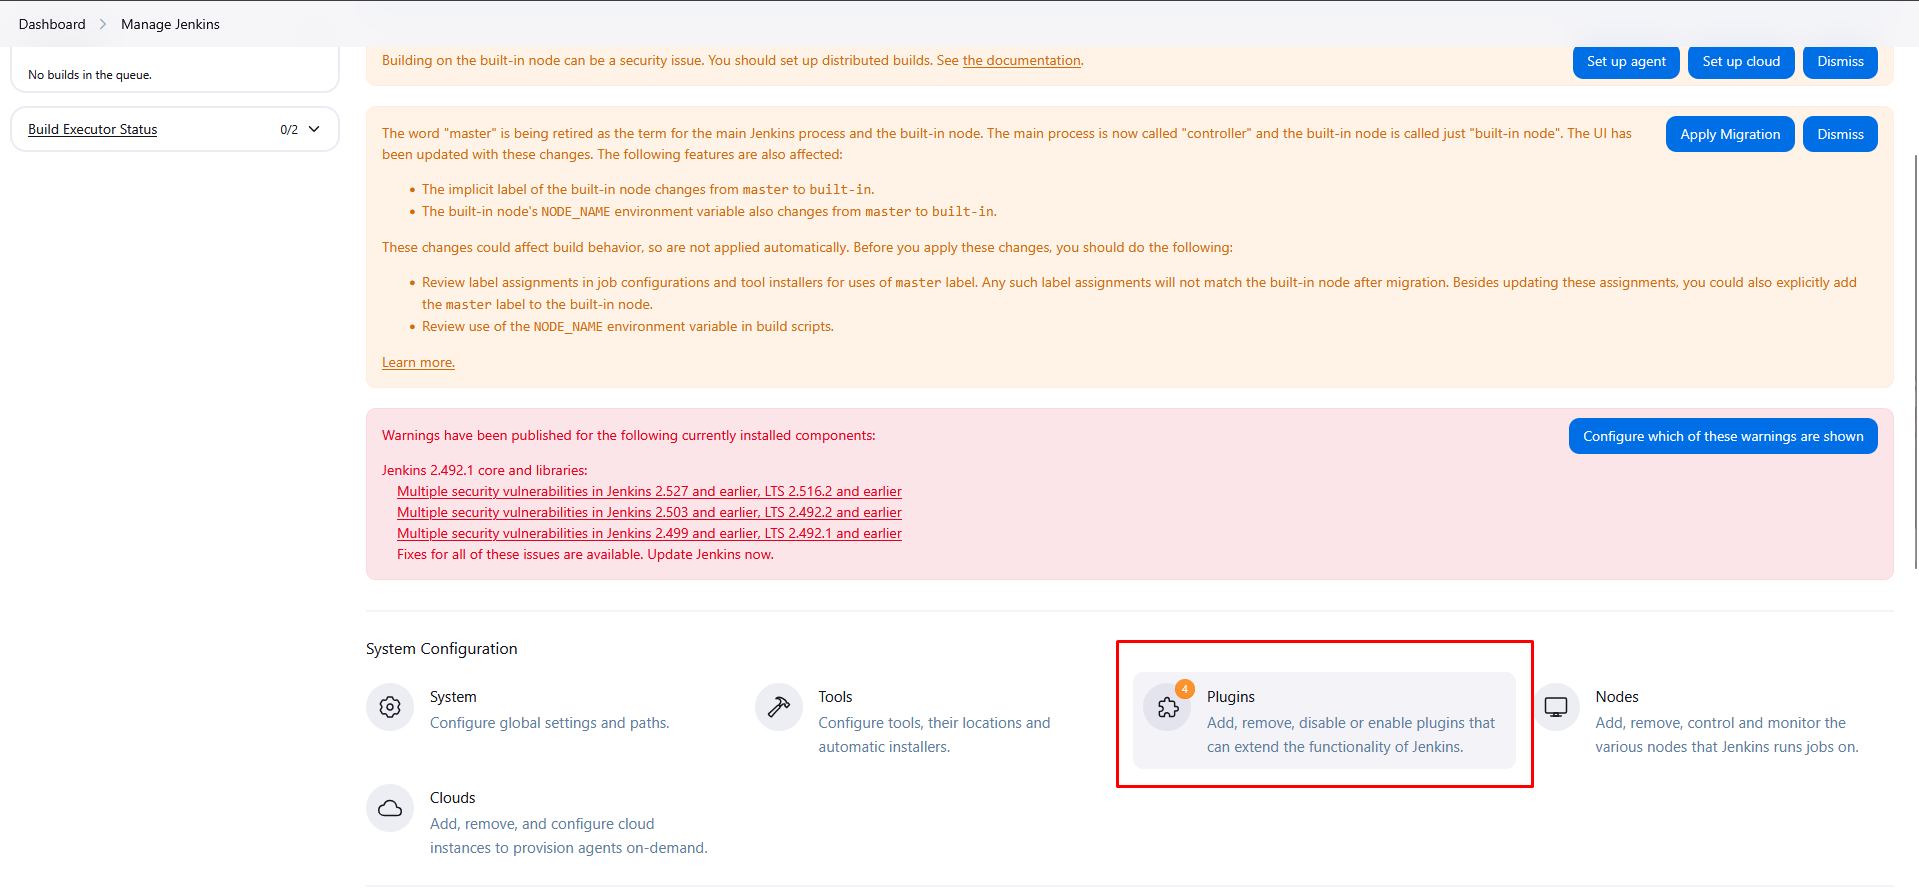 Dashboard
Manage Jenkins
No builds in the queue.
Build Executor Status
0/2
Building on the built-in node can be a security issue. You should set up distributed builds. See the documentation.
Set up agent
Set up cloud
Dismiss
The word "master" is being retired as the term for the main Jenkins process and the built-in node. The main process is now called "controller" and the built-in node is called just "built-in node". The UI has
been updated with these changes. The following features are also affected:
Apply Migration
Dismiss
• The implicit label of the built-in node changes from master to built-in.
• The built-in node's NODE_NAME environment variable also changes from master to built-in.
These changes could affect build behavior, so are not applied automatically. Before you apply these changes, you should do the following:
• Review label assignments in job configurations and tool installers for uses of master label. Any such label assignments will not match the built-in node after migration. Besides updating these assignments, you could also explicitly add
the master label to the built-in node.
• Review use of the NODE_NAME environment variable in build scripts.
Learn more.
Warnings have been published for the following currently installed components:
Configure which of these warnings are shown
Jenkins 2.492.1 core and libraries:
Multiple security vulnerabilities in Jenkins 2.527 and earlier, LTS 2.516.2 and earlier
Multiple security vulnerabilities in Jenkins 2.503 and earlier, LTS 2.492.2 and earlier
Multiple security vulnerabilities in Jenkins 2.499 and earlier, LTS 2.492.1 and earlier
Fixes for all of these issues are available. Update Jenkins now.
System Configuration
System
Configure global settings and paths.
Tools
Configure tools, their locations and
automatic installers.
4
Plugins
Add, remove, disable or enable plugins that
can extend the functionality of Jenkins.
Nodes
Add, remove, control and monitor the
various nodes that Jenkins runs jobs on.
Clouds
Add, remove, and configure cloud
instances to provision agents on-demand.